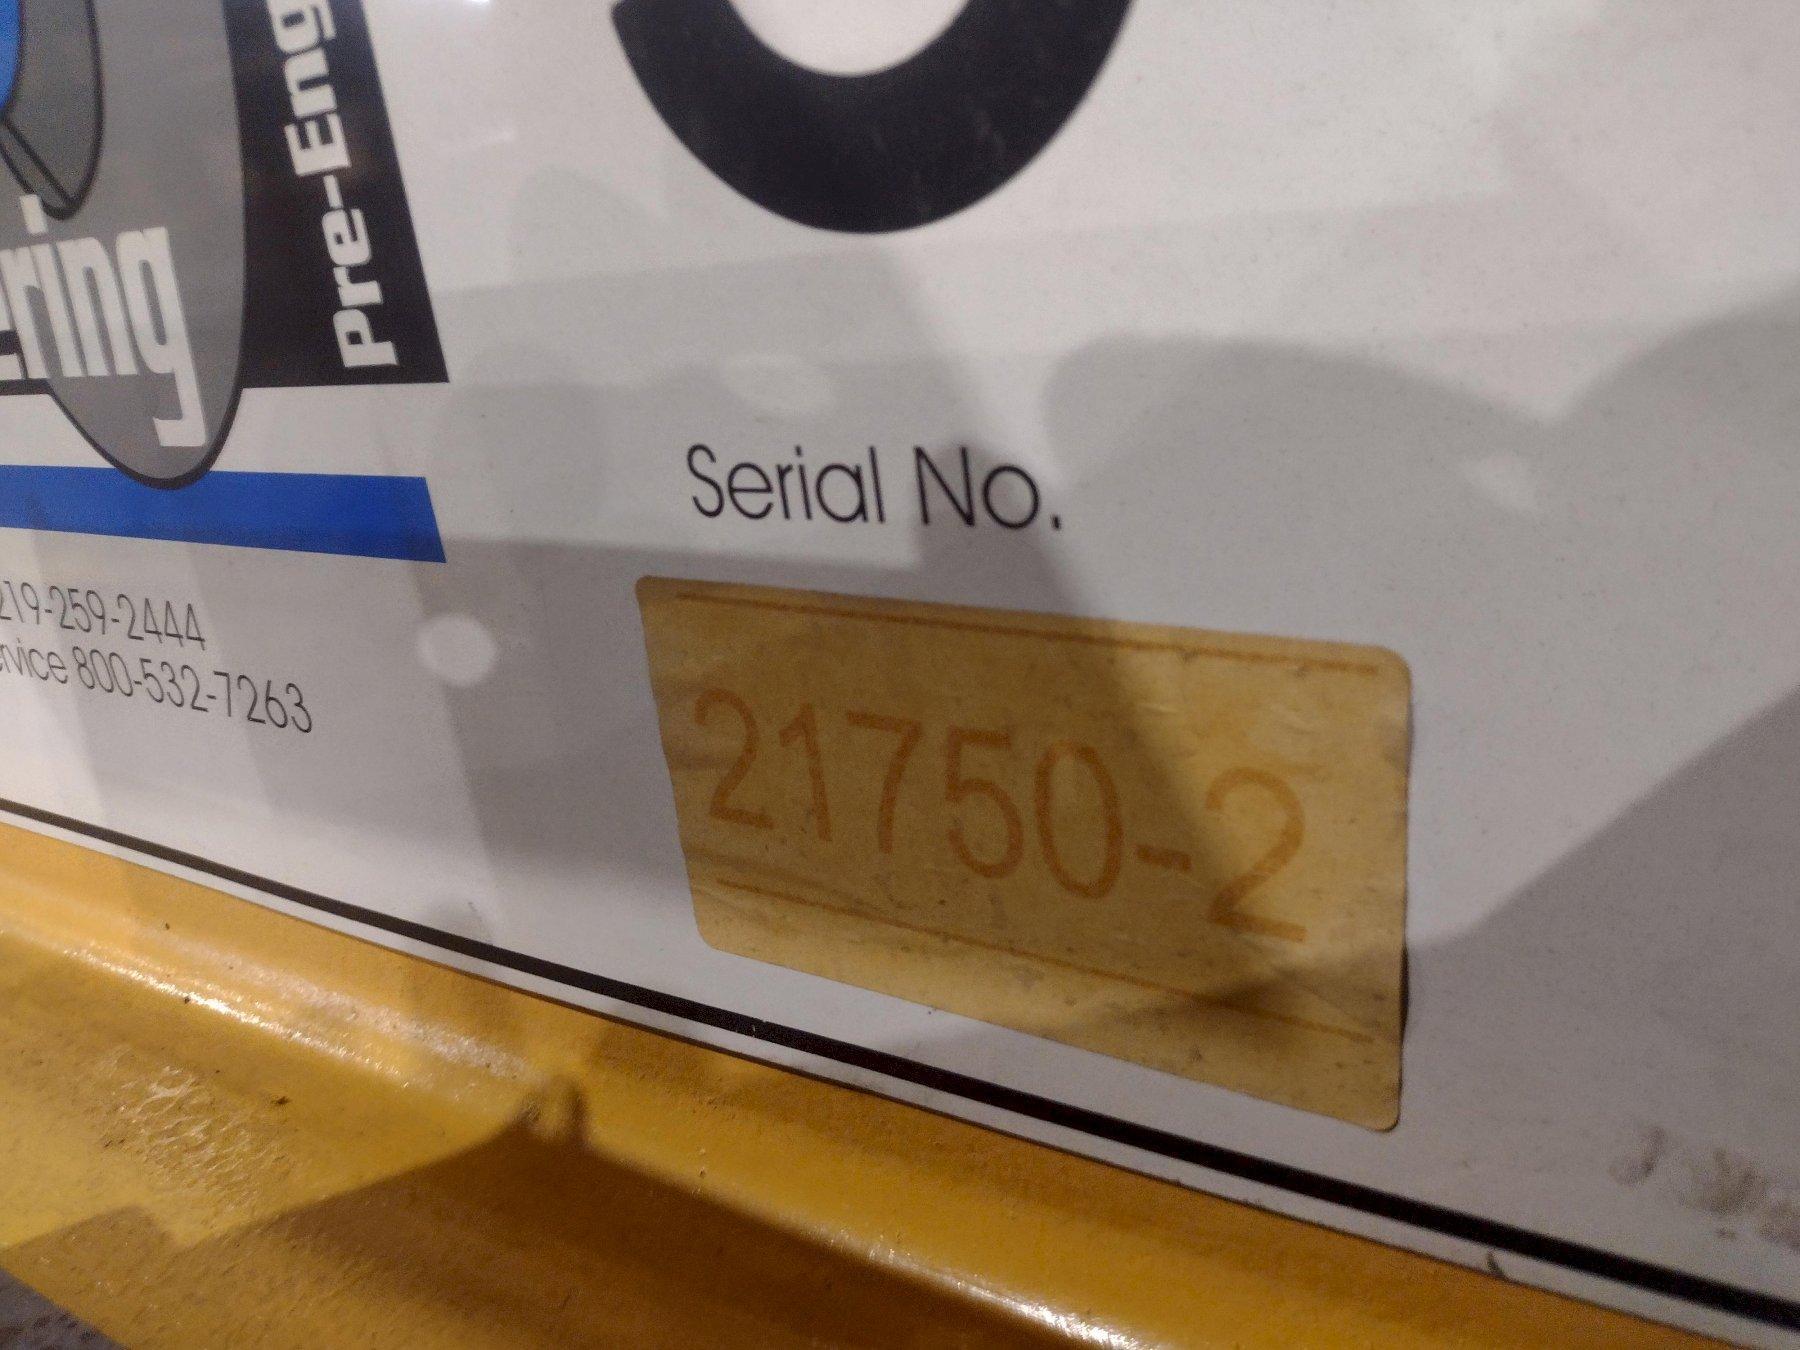 Pre-Eng
ering
Serial No.
219-259-2444
rvice 800-532-7263
21750-2